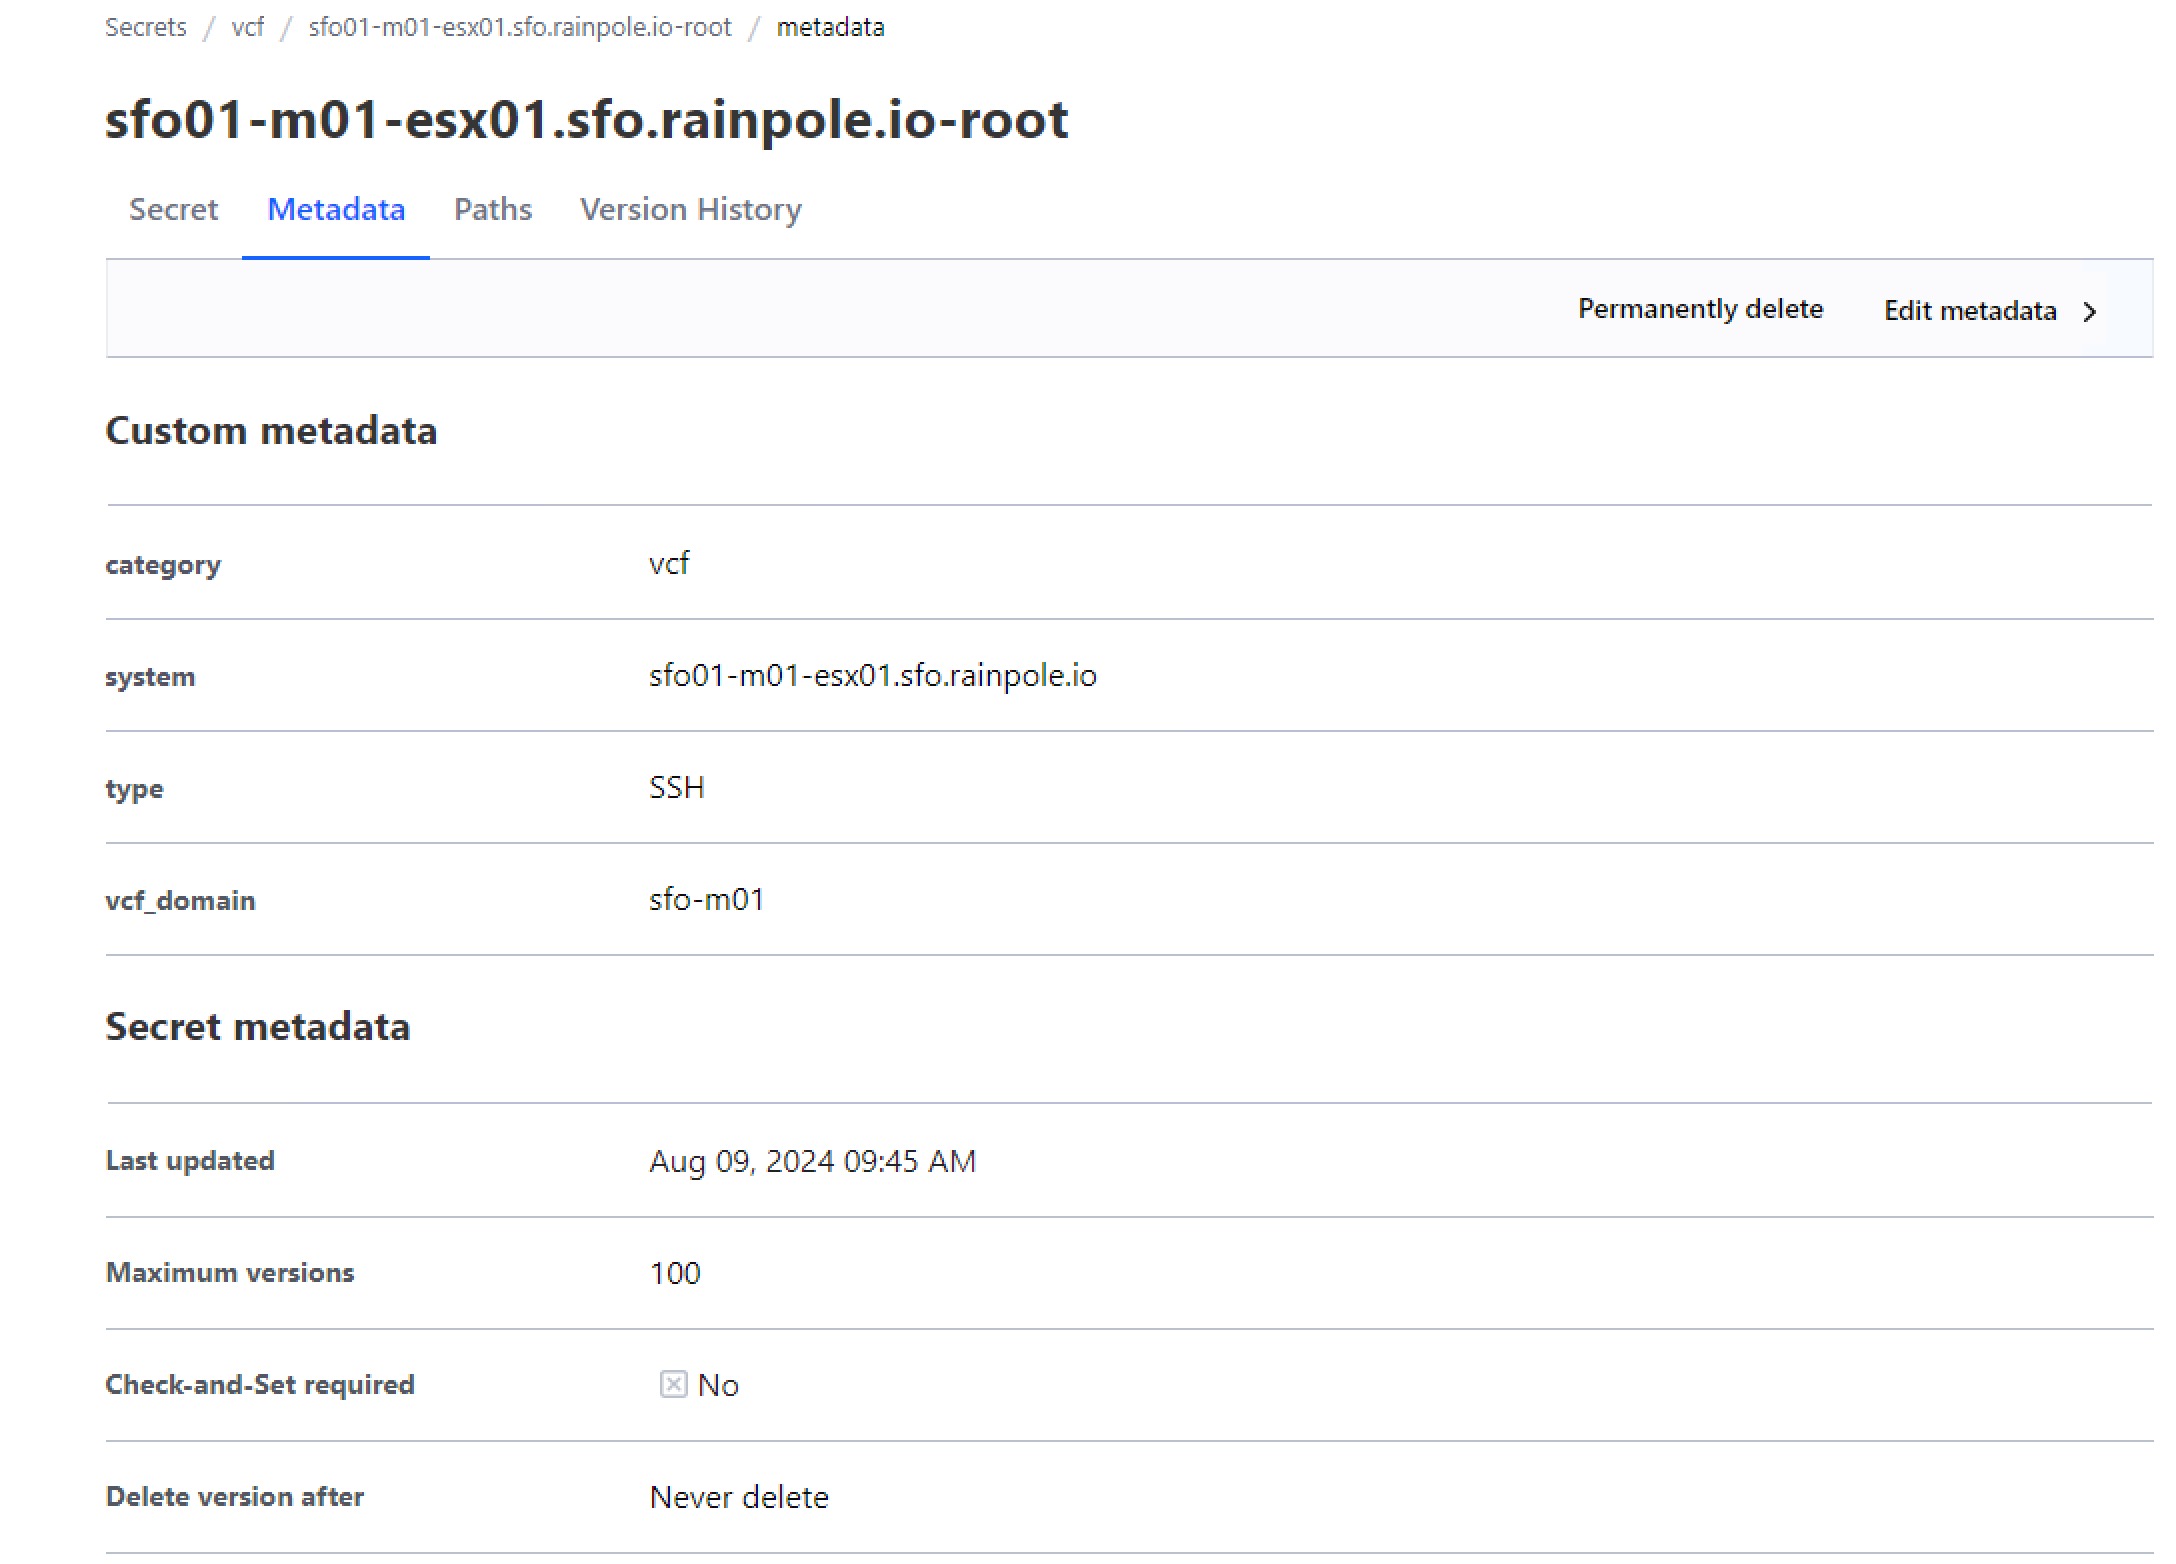 Secrets / vcf / sfo01-m01-esx01.sfo.rainpole.io-root / metadata
sfo01-m01-esx01.sfo.rainpole.io-root
Secret Metadata Paths Version History
Permanently delete Edit metadata
Custom metadata
category vcf
system sfo01-m01-esx01.sfo.rainpole.io
type SSH
vcf_domain sfo-m01
Secret metadata
Last updated Aug 09, 2024 09:45 AM
Maximum versions 100
Check-and-Set required No
Delete version after Never delete